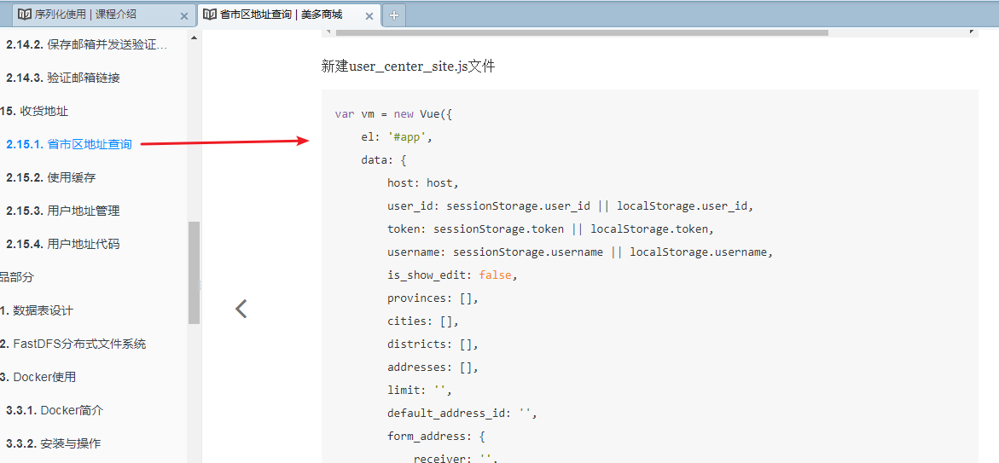 序列化使用 | 课程介绍
省市区地址查询 | 美多商城
2.14.2. 保存邮箱并发送验证…
2.14.3. 验证邮箱链接
15. 收货地址
2.15.1. 省市区地址查询
2.15.2. 使用缓存
2.15.3. 用户地址管理
2.15.4. 用户地址代码
品部分
1. 数据表设计
2. FastDFS分布式文件系统
3. Docker使用
3.3.1. Docker简介
3.3.2. 安装与操作
新建user_center_site.js文件
var vm = new Vue({
    el: '#app',
    data: {
        host: host,
        user_id: sessionStorage.user_id || localStorage.user_id,
        token: sessionStorage.token || localStorage.token,
        username: sessionStorage.username || localStorage.username,
        is_show_edit: false,
        provinces: [],
        cities: [],
        districts: [],
        addresses: [],
        limit: '',
        default_address_id: '',
        form_address: {
            receiver: '',